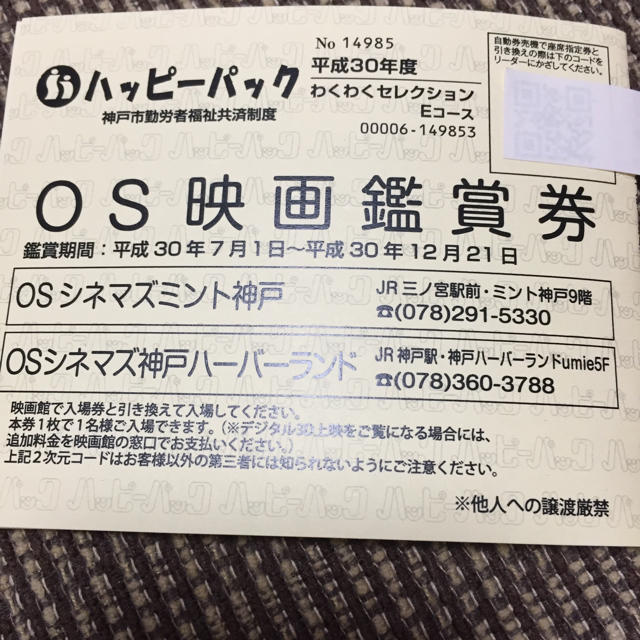 No 14985
平成30年度
わくわくセレクション
Eコース
00006-149853
自動券売機で座席指定券と
引き換えの際は下のコードを
リーダーにかざしてください。
ハッピーパック
神戸市勤労者福祉共済制度
OS映画鑑賞券
鑑賞期間:平成30年7月1日〜平成30年12月21日
OSシネマズミント神戸
JR 三ノ宮駅前・ミント神戸9階
☎(078)291-5330
OSシネマズ神戸ハーバーランド
JR 神戸駅・神戸ハーバーランドumie5F
☎(078)360-3788
映画館で入場券と引き換えて入場してください。
本券1枚で1名様ご入場できます。(※デジタル3D上映をご覧になる場合には、
追加料金を映画館の窓口でお支払いください。)
上記2次元コードはお客様以外の第三者には知られないようにご注意ください。
※他人への譲渡厳禁